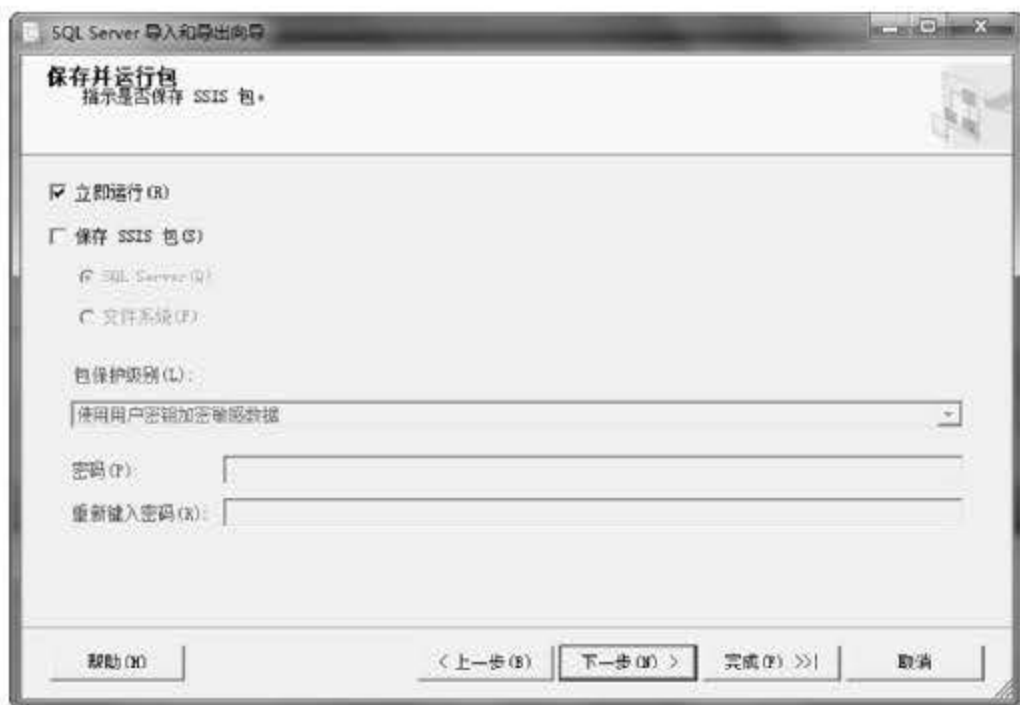 SQL Server 导入和导出向导
保存并运行包
指示是否保存 SSIS 包。
立即运行(R)
保存 SSIS 包(S)
SQL Server(Q)
文件系统(F)
包保护级别(L):
使用用户密钥加密敏感数据
密码(P)
重新键入密码(R):
帮助(H)
< 上一步(B)
下一步(N) >
完成(F) >>|
取消